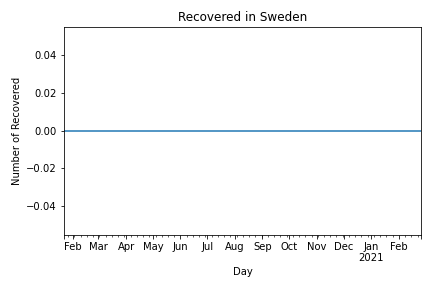 Recovered in Sweden
0.04
0.02
0.00
−0.02
−0.04
Number of Recovered
Feb Mar Apr May Jun Jul Aug Sep Oct Nov Dec Jan Feb
2021
Day